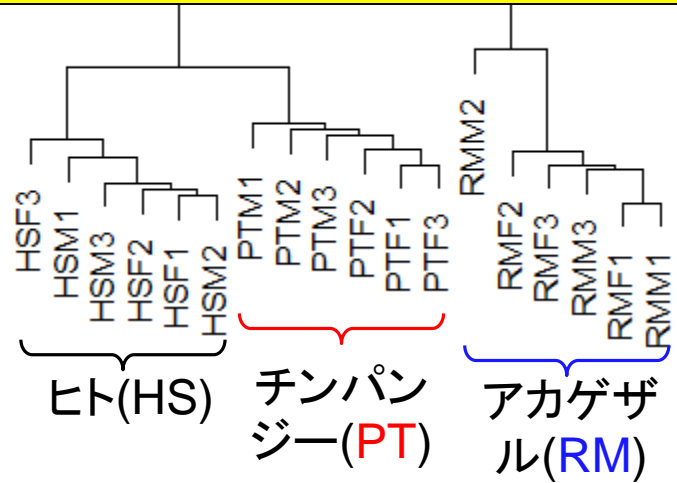 HSF3
HSM1
HSM3
HSF2
HSF1
HSM2
PTM1
PTM2
PTM3
PTF2
PTF1
PTF3
RMM2
RMF2
RMF3
RMM3
RMF1
RMM1
ヒト(HS)
チンパン
ジー(PT)
アカゲザ
ル(RM)